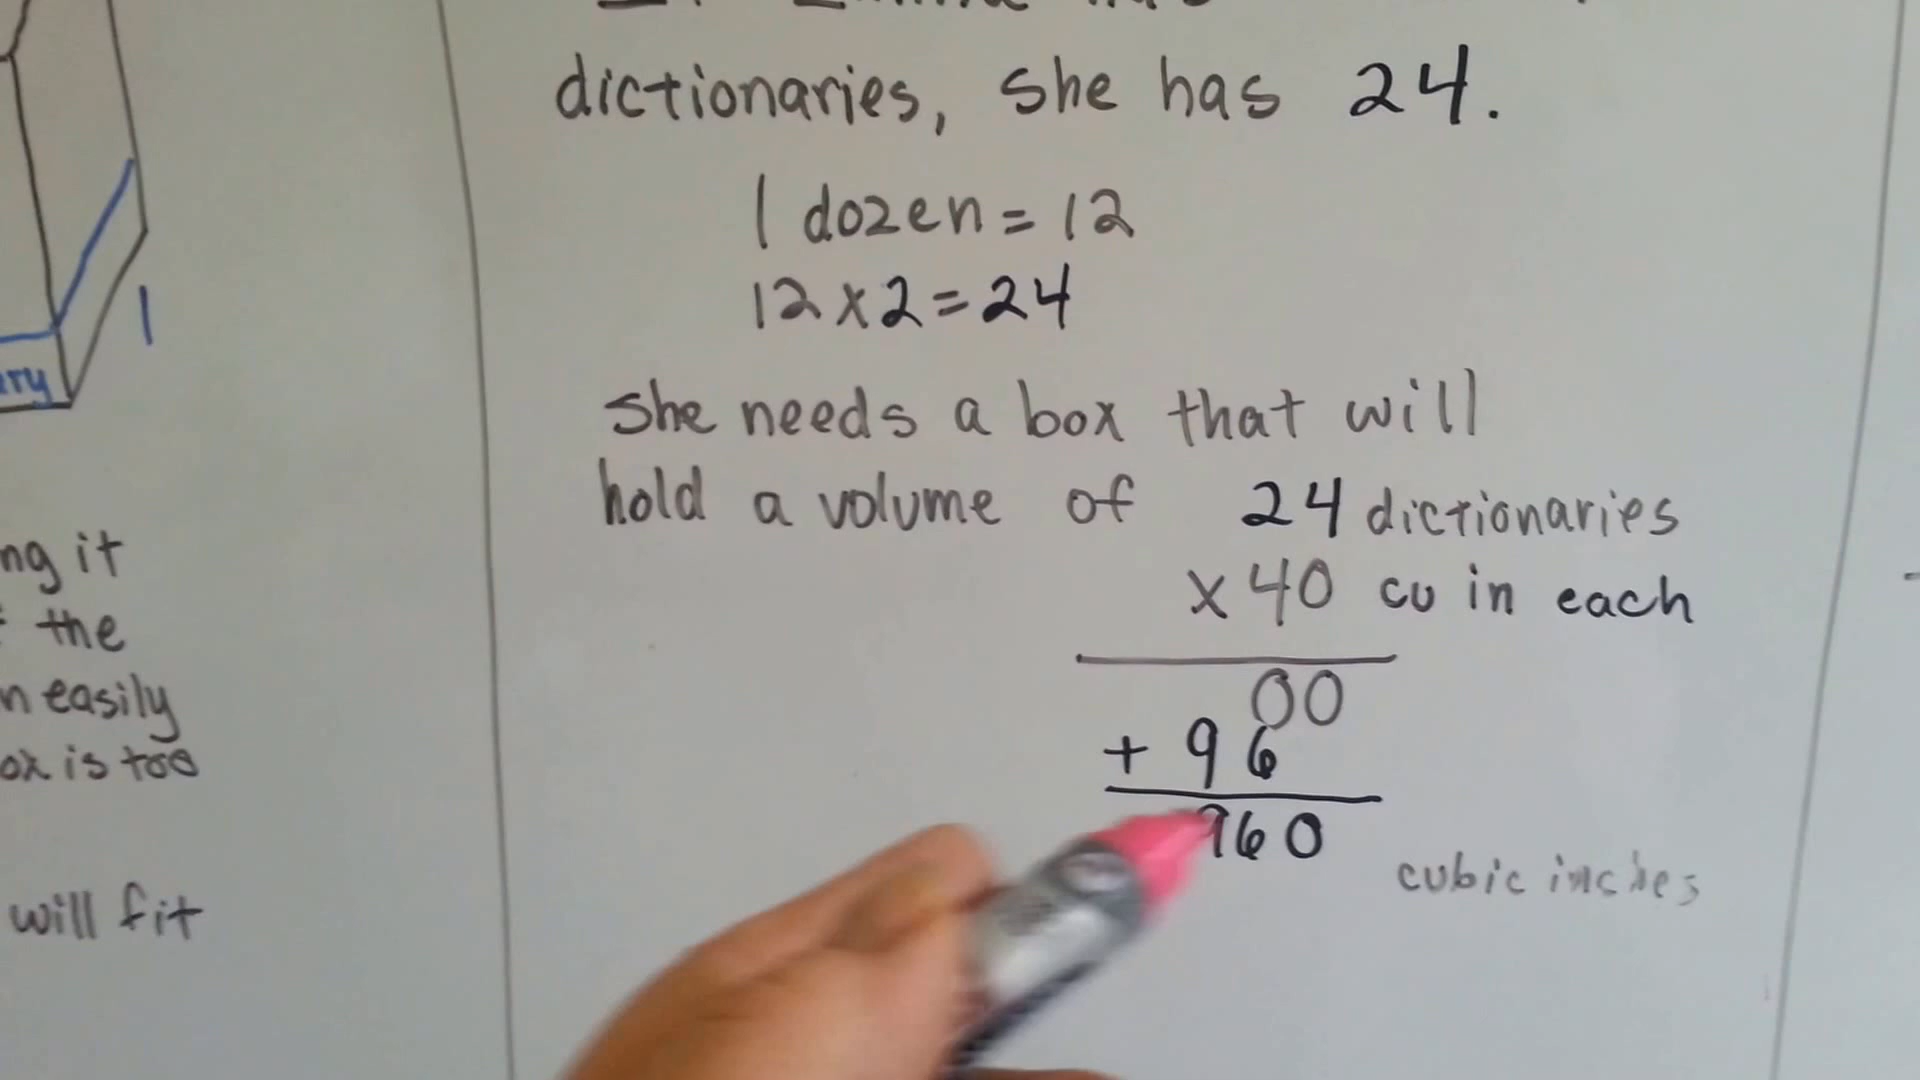 dictionaries, she has 24.
1 dozen = 12
12 x 2 = 24
She needs a box that will
hold a volume of 24 dictionaries
x 40 cu in each
00
+ 96
960
cubic inches
1
ery
ng it
the
n easily
ox is too
will fit